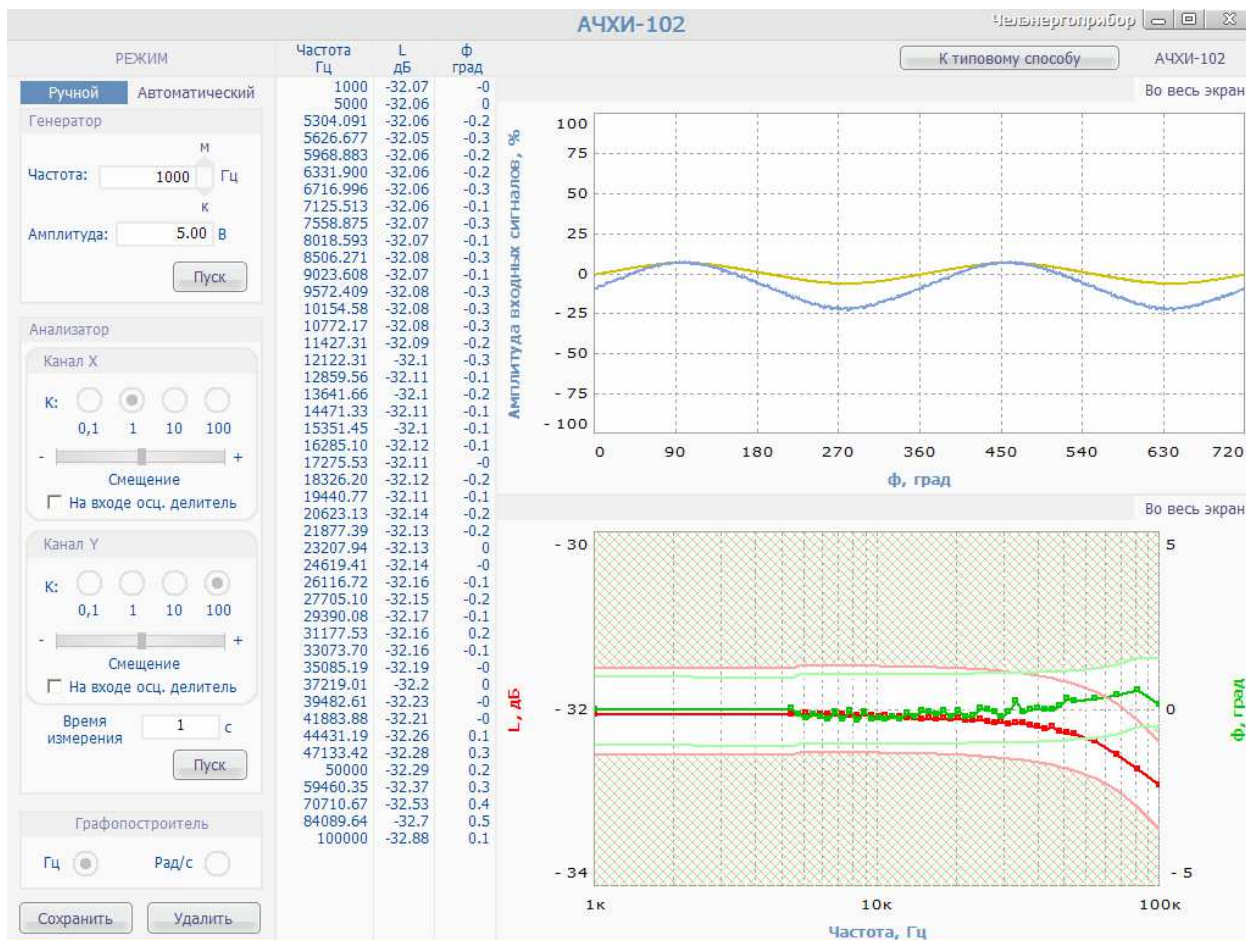 АЧХИ-102
Челэнергоприбор
РЕЖИМ
Ручной Автоматический
Генератор
м
Частота: 1000 Гц
к
Амплитуда: 5.00 В
Пуск
Анализатор
Канал X
К:
0,1 1 10 100
- +
Смещение
На входе осц. делитель
Канал Y
К:
0,1 1 10 100
- +
Смещение
На входе осц. делитель
Время
измерения 1 с
Пуск
Графопостроитель
Гц Рад/с
Сохранить Удалить
Частота L ф
Гц дБ град
1000 -32.07 -0
5000 -32.06 0
5304.091 -32.06 -0.2
5626.677 -32.05 -0.3
5968.883 -32.06 -0.2
6331.900 -32.06 -0.2
6716.996 -32.06 -0.3
7125.513 -32.06 -0.1
7558.875 -32.07 -0.3
8018.593 -32.07 -0.1
8506.271 -32.08 -0.3
9023.608 -32.07 -0.1
9572.409 -32.08 -0.3
10154.58 -32.08 -0.3
10772.17 -32.08 -0.3
11427.31 -32.09 -0.2
12122.31 -32.1 -0.3
12859.56 -32.11 -0.1
13641.66 -32.1 -0.2
14471.33 -32.11 -0.1
15351.45 -32.1 -0.1
16285.10 -32.12 -0.1
17275.53 -32.11 -0
18326.20 -32.12 -0.2
19440.77 -32.11 -0.1
20623.13 -32.14 -0.2
21877.39 -32.13 -0.2
23207.94 -32.13 0
24619.41 -32.14 -0
26116.72 -32.16 -0.1
27705.10 -32.15 -0.2
29390.08 -32.17 -0.1
31177.53 -32.16 0.2
33073.70 -32.16 -0.1
35085.19 -32.19 -0
37219.01 -32.2 0
39482.61 -32.23 -0
41883.88 -32.21 -0
44431.19 -32.26 0.1
47133.42 -32.28 0.3
50000 -32.29 0.2
59460.35 -32.37 0.3
70710.67 -32.53 0.4
84089.64 -32.7 0.5
100000 -32.88 0.1
К типовому способу АЧХИ-102
Во весь экран
Амплитуда входных сигналов, %
100
75
50
25
0
- 25
- 50
- 75
- 100
0 90 180 270 360 450 540 630 720
ф, град
Во весь экран
L, дБ
- 30
- 32
- 34
5
0
- 5
ф, град
1к 10к 100к
Частота, Гц